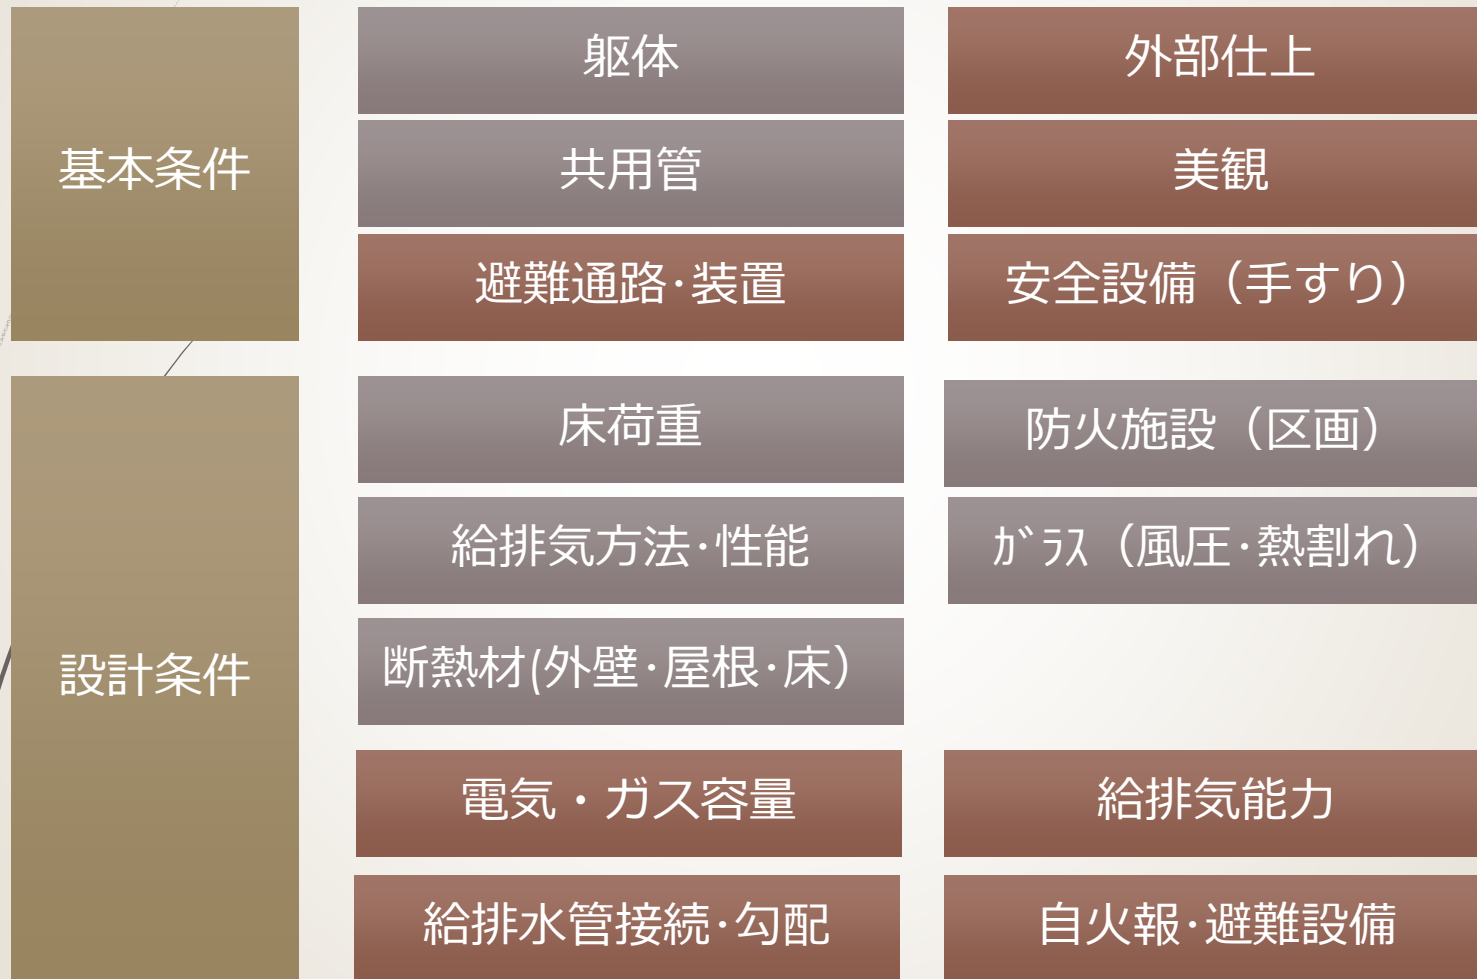 基本条件
躯体
外部仕上
共用管
美観
避難通路･装置
安全設備（手すり）
設計条件
床荷重
防火施設（区画）
給排気方法･性能
ｶﾞﾗｽ（風圧･熱割れ）
断熱材(外壁･屋根･床）
電気・ガス容量
給排気能力
給排水管接続･勾配
自火報･避難設備